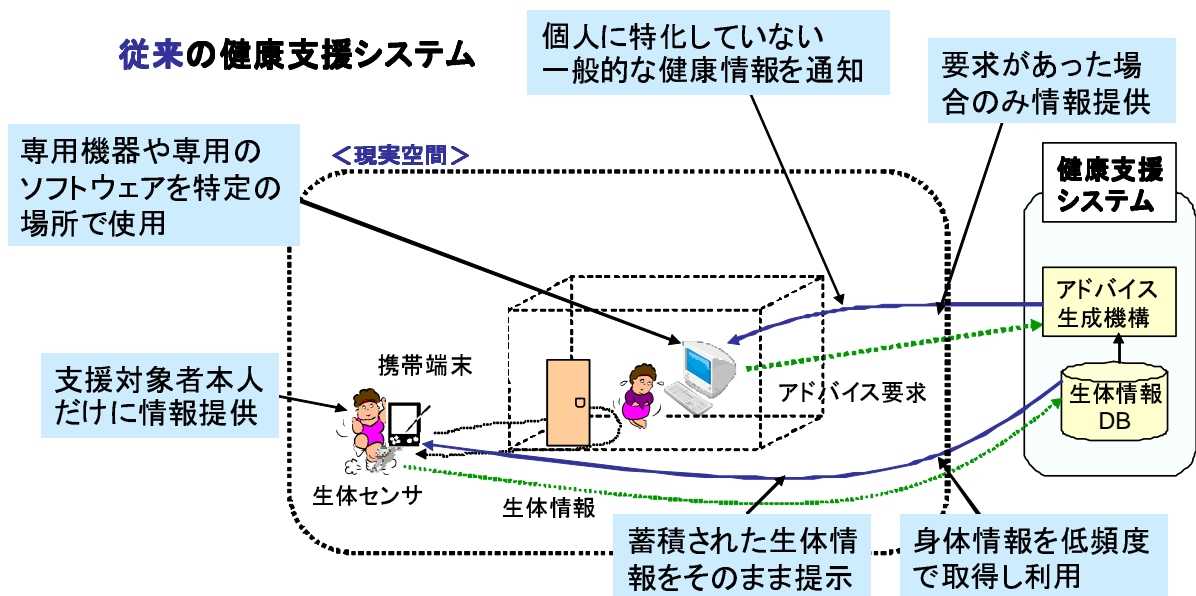 従来の健康支援システム
個人に特化していない
一般的な健康情報を通知
要求があった場
合のみ情報提供
専用機器や専用の
ソフトウェアを特定の
場所で使用
＜現実空間＞
健康支援
システム
アドバイス
生成機構
生体情報
DB
支援対象者本人
だけに情報提供
携帯端末
アドバイス要求
生体センサ
生体情報
蓄積された生体情
報をそのまま提示
身体情報を低頻度
で取得し利用